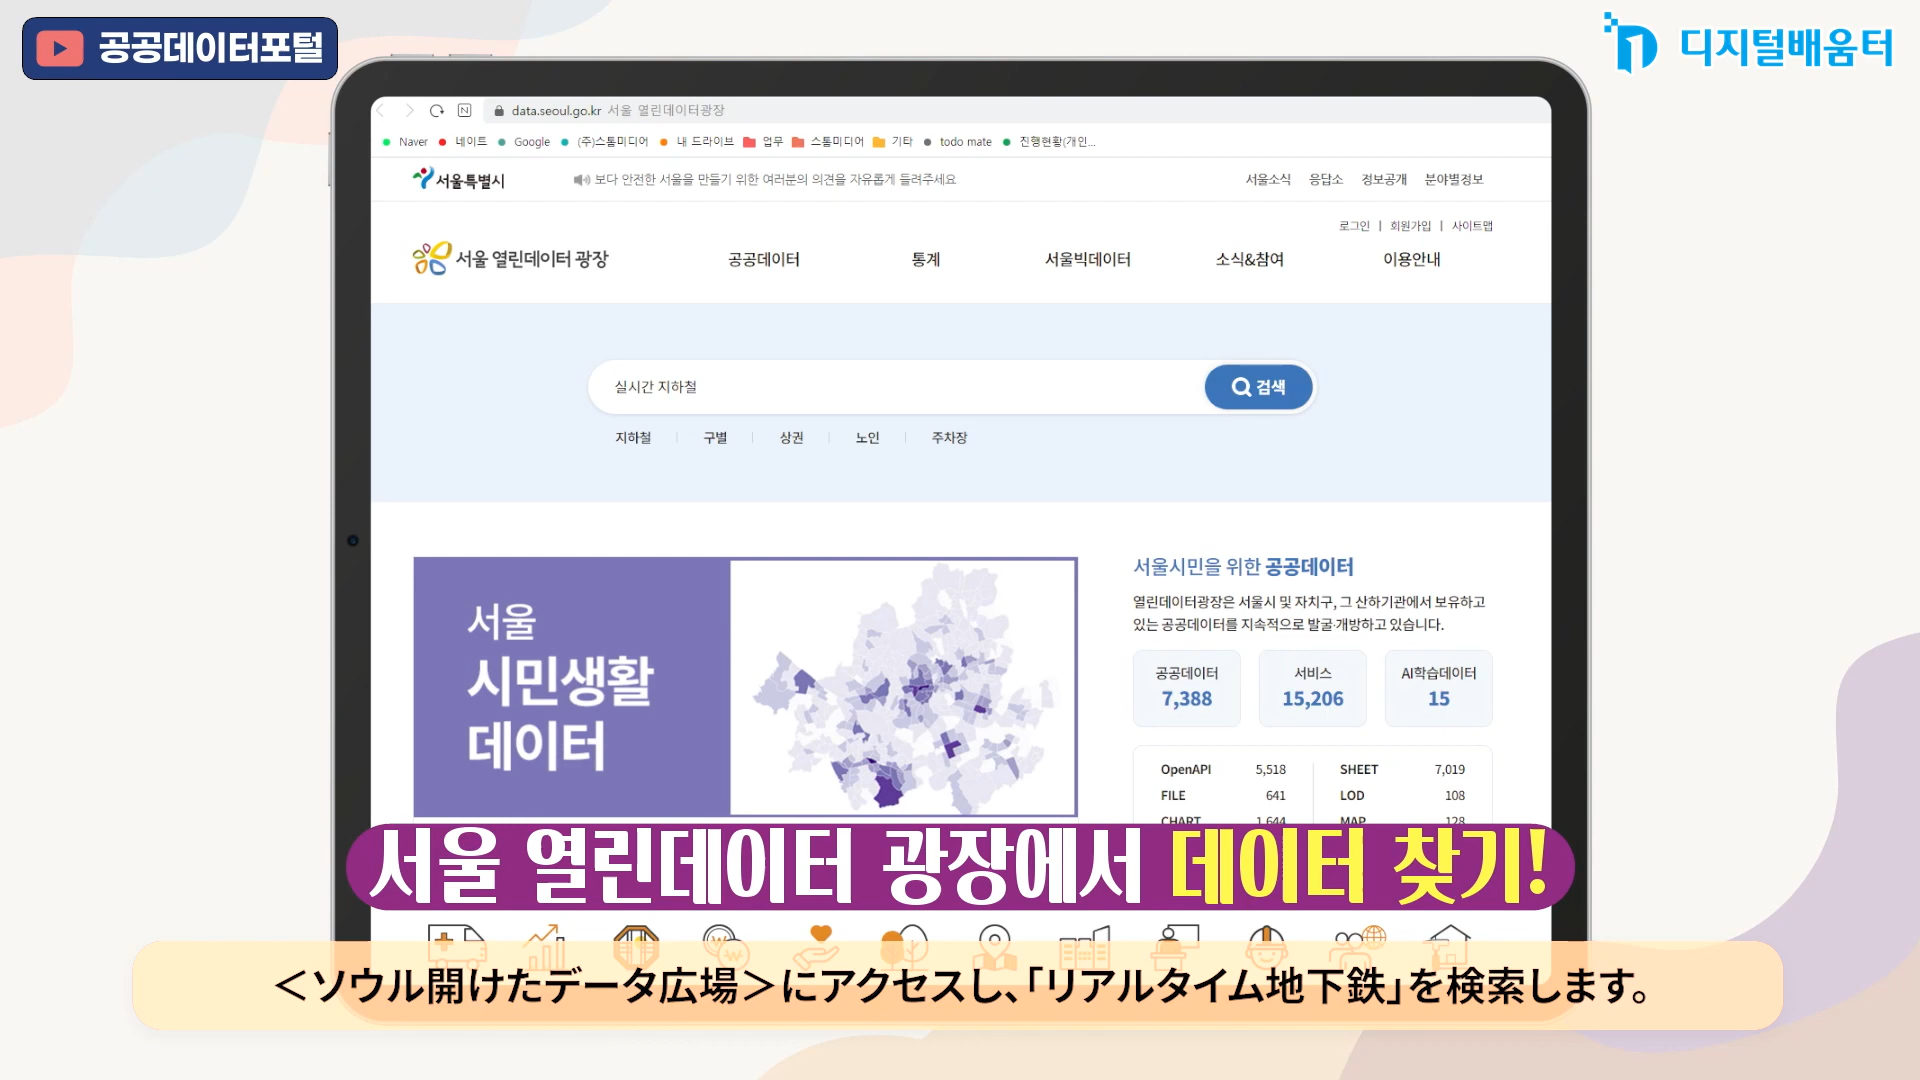 공공데이터포털
디지털배움터
data.seoul.go.kr 서울 열린데이터광장
Naver 네이트 Google (주)스톰미디어 내 드라이브 업무 스톰미디어 기타 todo mate 진행현황(개인...
서울특별시 보다 안전한 서울을 만들기 위한 여러분의 의견을 자유롭게 들려주세요 서울소식 응답소 정보공개 분야별정보
로그인 | 회원가입 | 사이트맵
서울 열린데이터 광장 공공데이터 통계 서울빅데이터 소식&참여 이용안내
실시간 지하철 검색
지하철 구별 상권 노인 주차장
서울
시민생활
데이터
서울시민을 위한 공공데이터
열린데이터광장은 서울시 및 자치구, 그 산하기관에서 보유하고
있는 공공데이터를 지속적으로 발굴·개방하고 있습니다.
공공데이터 서비스 AI학습데이터
7,388 15,206 15
OpenAPI 5,518 SHEET 7,019
FILE 641 LOD 108
CHART 1,644 MAP 128
서울 열린데이터 광장에서 데이터 찾기!
＜ソウル開けたデータ広場＞にアクセスし、「リアルタイム地下鉄」を検索します。